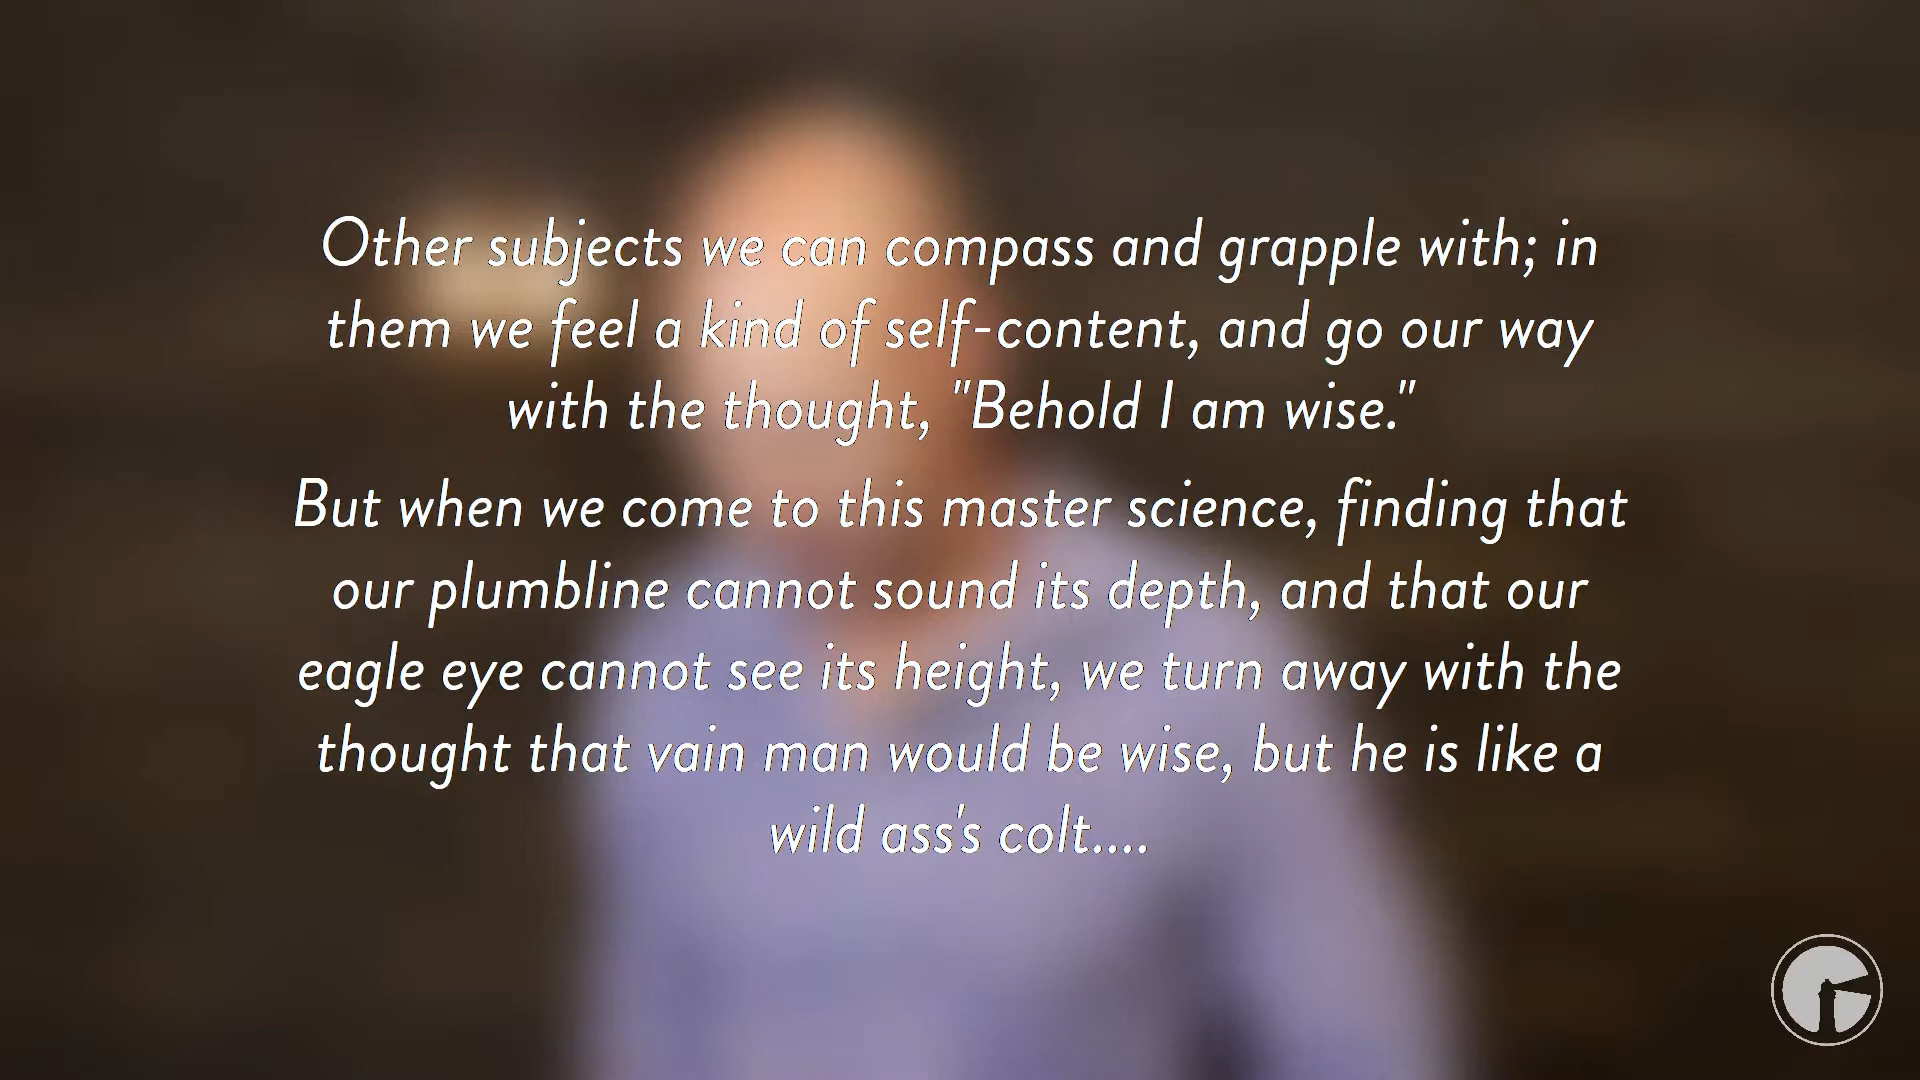 Other subjects we can compass and grapple with; in
them we feel a kind of self-content, and go our way
with the thought, "Behold I am wise."
But when we come to this master science, finding that
our plumbline cannot sound its depth, and that our
eagle eye cannot see its height, we turn away with the
thought that vain man would be wise, but he is like a
wild ass's colt....